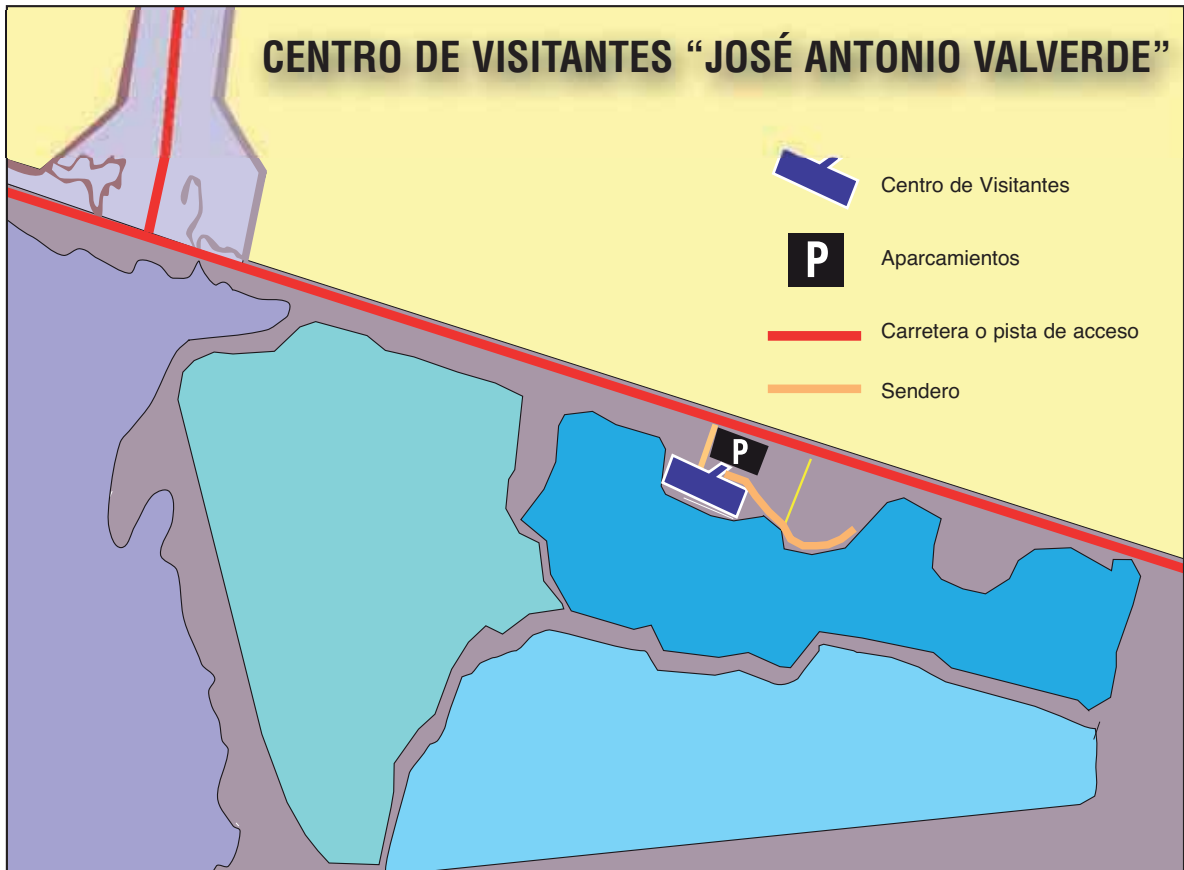 CENTRO DE VISITANTES “JOSÉ ANTONIO VALVERDE”
Centro de Visitantes
P
Aparcamientos
Carretera o pista de acceso
Sendero
P